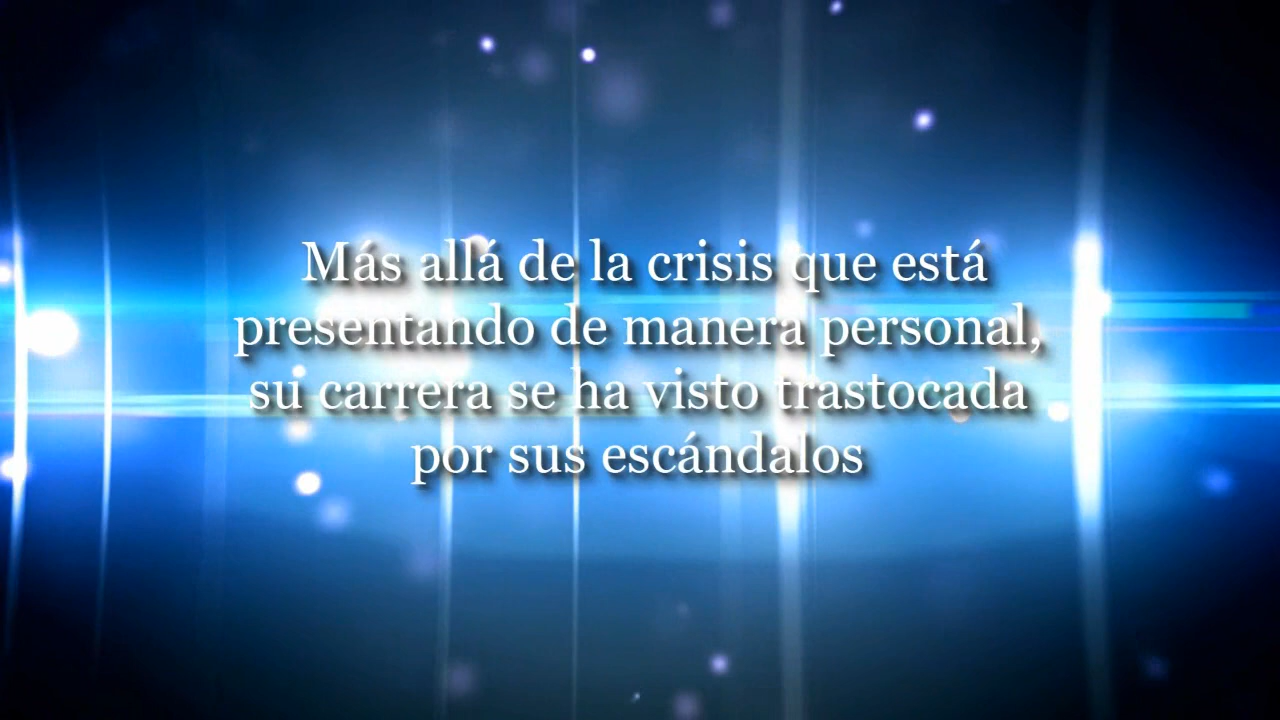 Más allá de la crisis que está
presentando de manera personal,
su carrera se ha visto trastocada
por sus escándalos